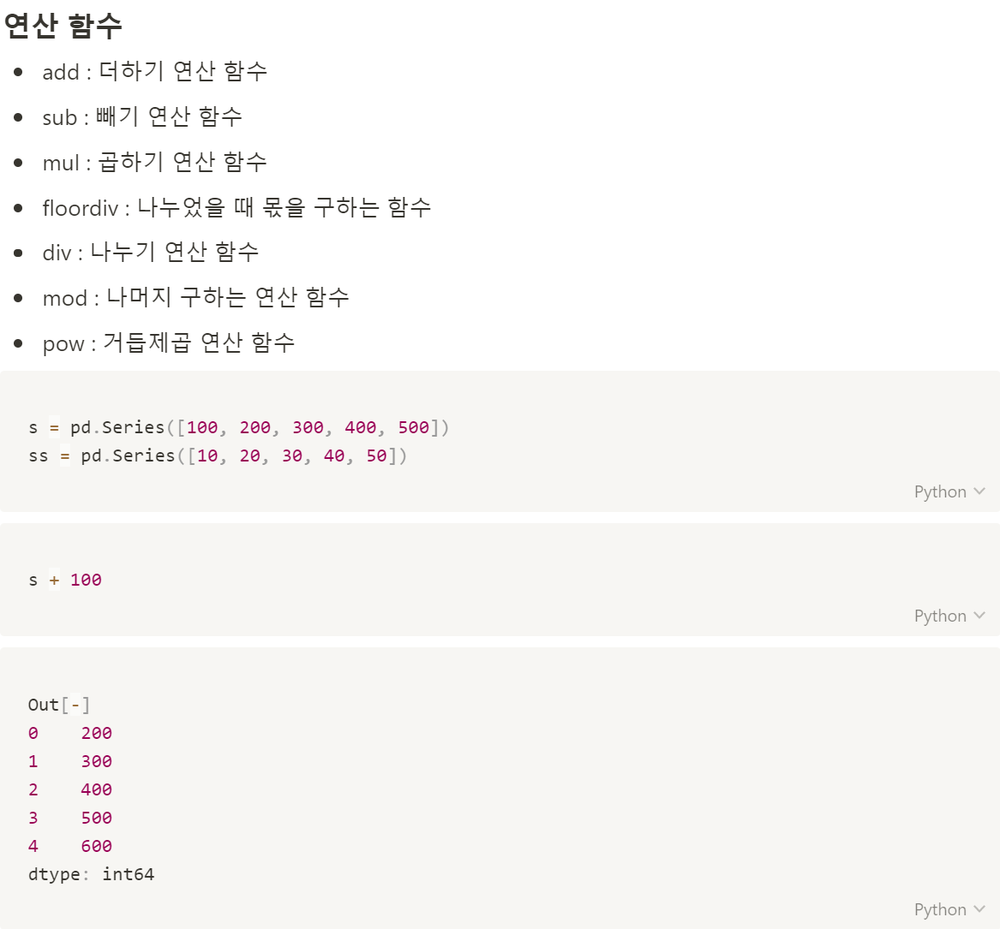 연산 함수
• add : 더하기 연산 함수
• sub : 빼기 연산 함수
• mul : 곱하기 연산 함수
• floordiv : 나누었을 때 몫을 구하는 함수
• div : 나누기 연산 함수
• mod : 나머지 구하는 연산 함수
• pow : 거듭제곱 연산 함수
s = pd.Series([100, 200, 300, 400, 500])
ss = pd.Series([10, 20, 30, 40, 50])
Python
s + 100
Python
Out[-]
0    200
1    300
2    400
3    500
4    600
dtype: int64
Python